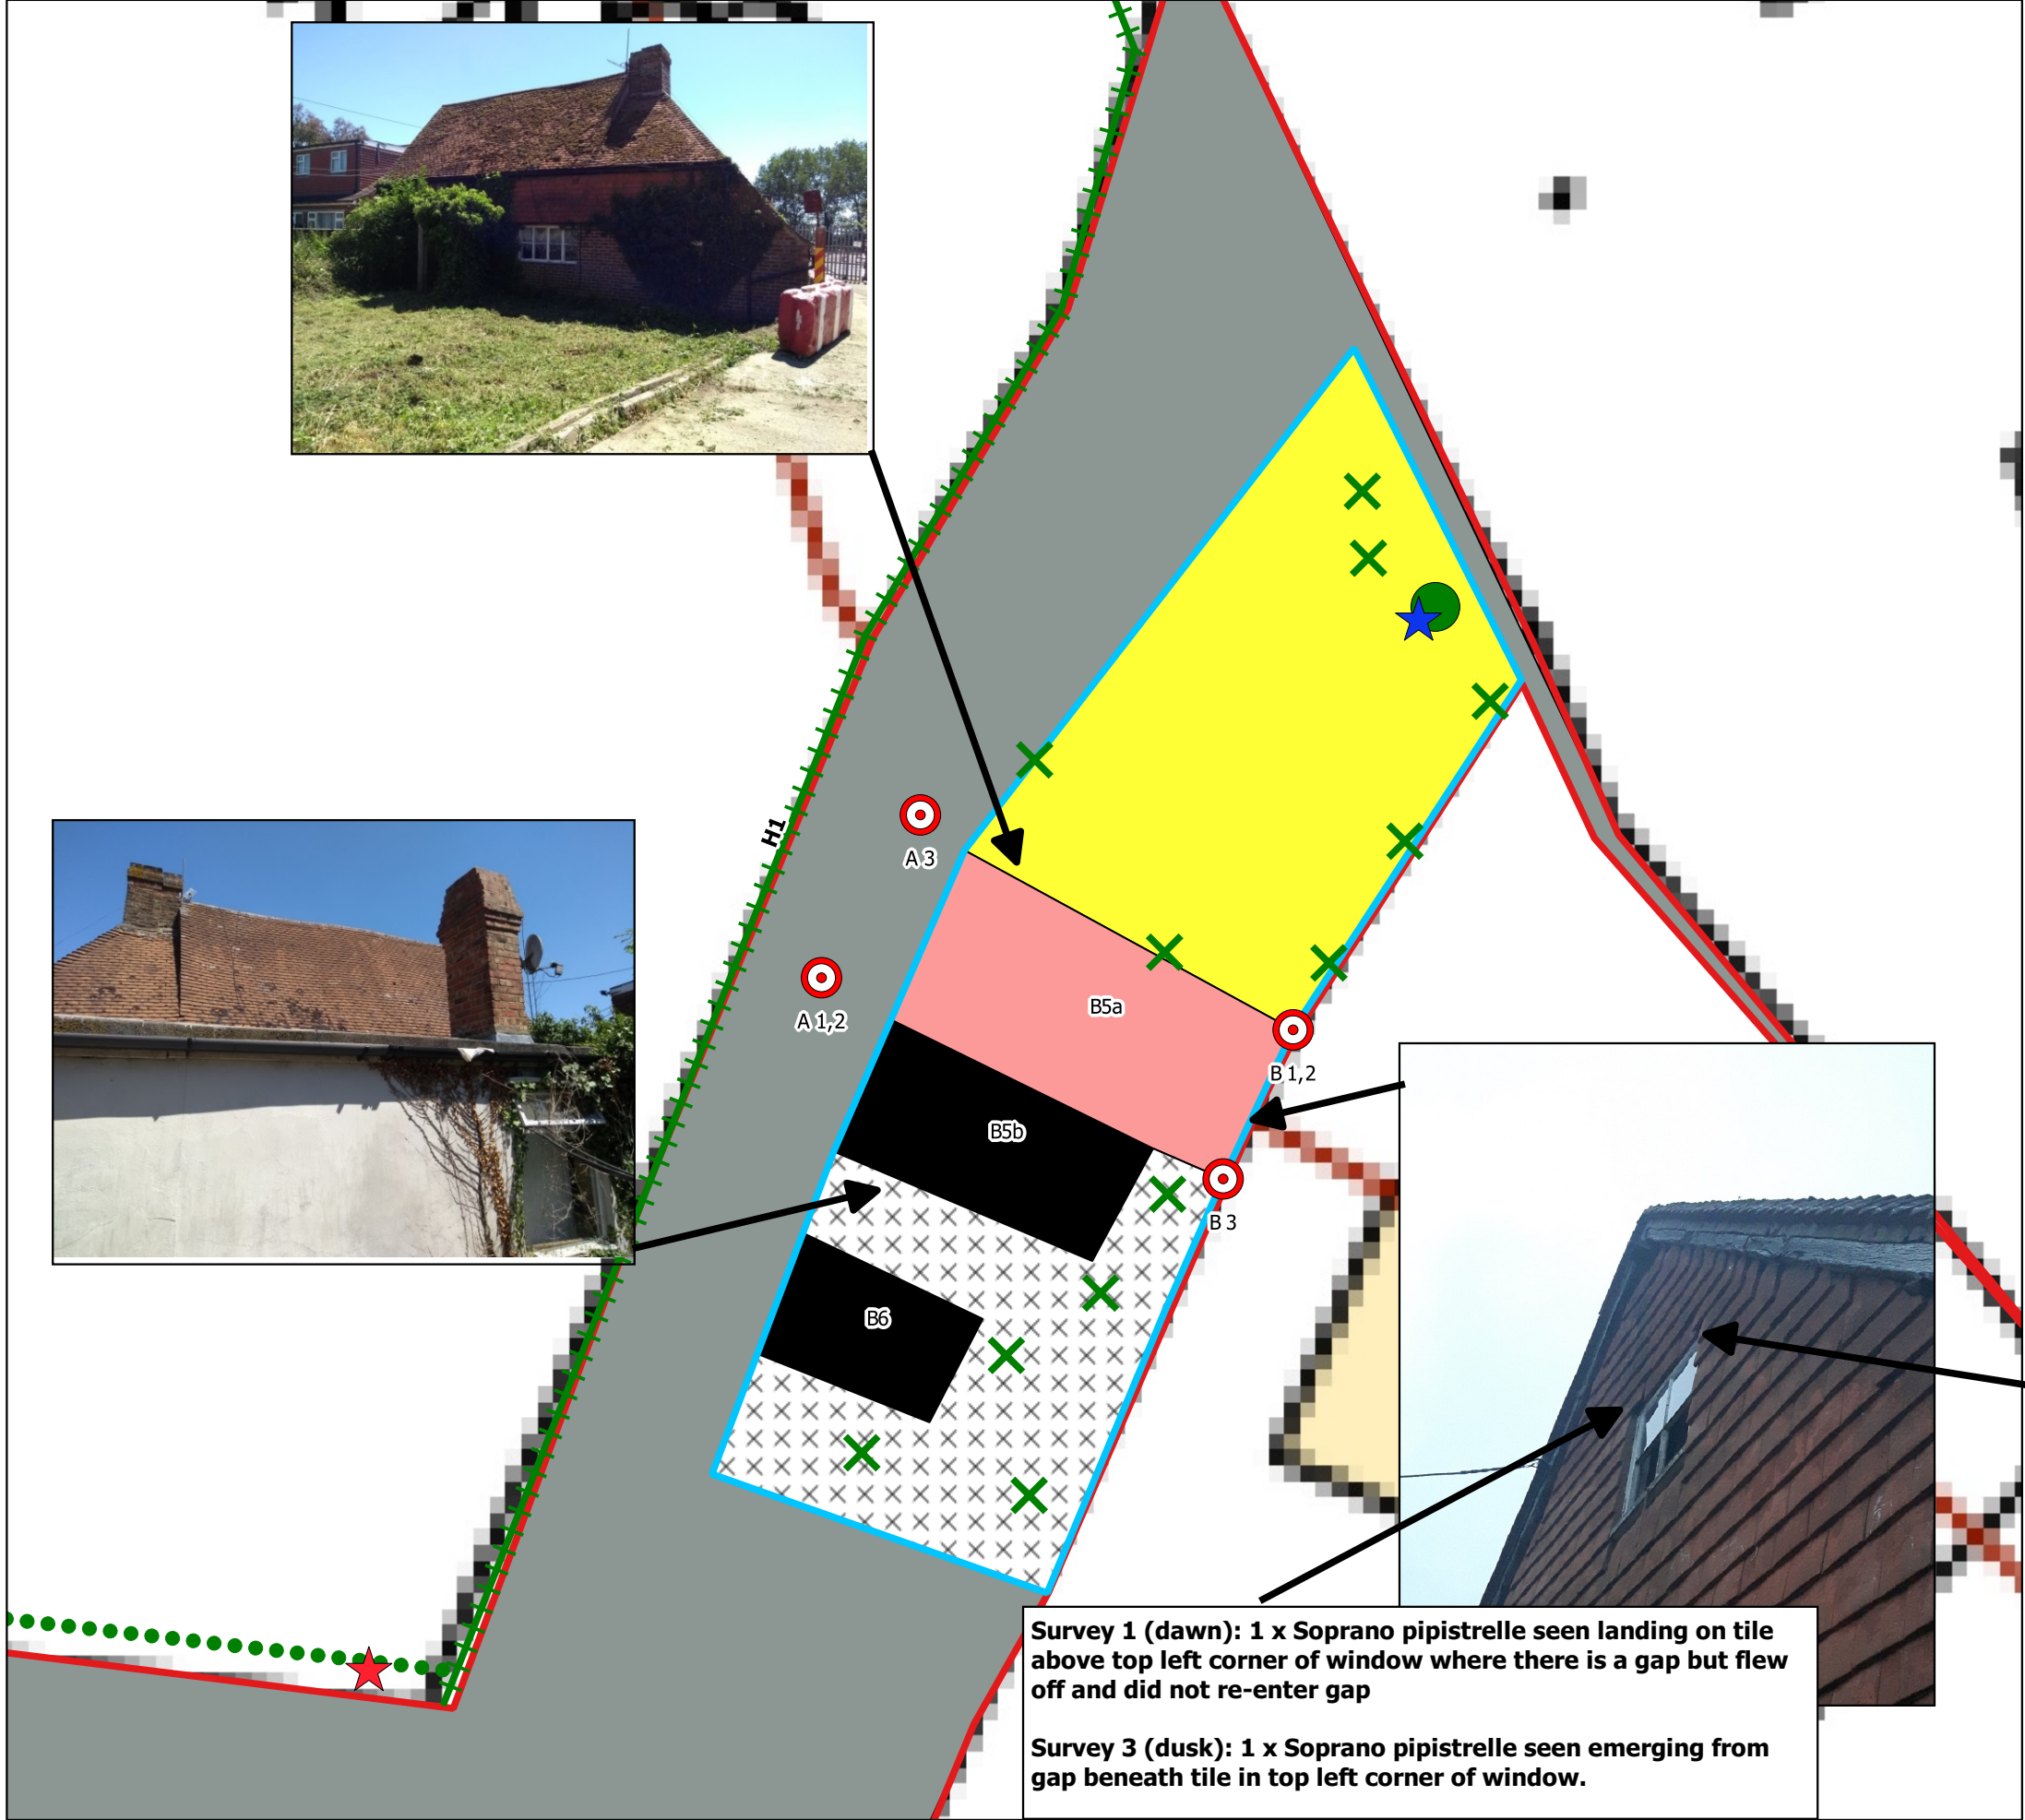 H1
A 3
A 1,2
B5a
B 1,2
B5b
B 3
B6
Survey 1 (dawn): 1 x Soprano pipistrelle seen landing on tile
above top left corner of window where there is a gap but flew
off and did not re-enter gap
Survey 3 (dusk): 1 x Soprano pipistrelle seen emerging from
gap beneath tile in top left corner of window.